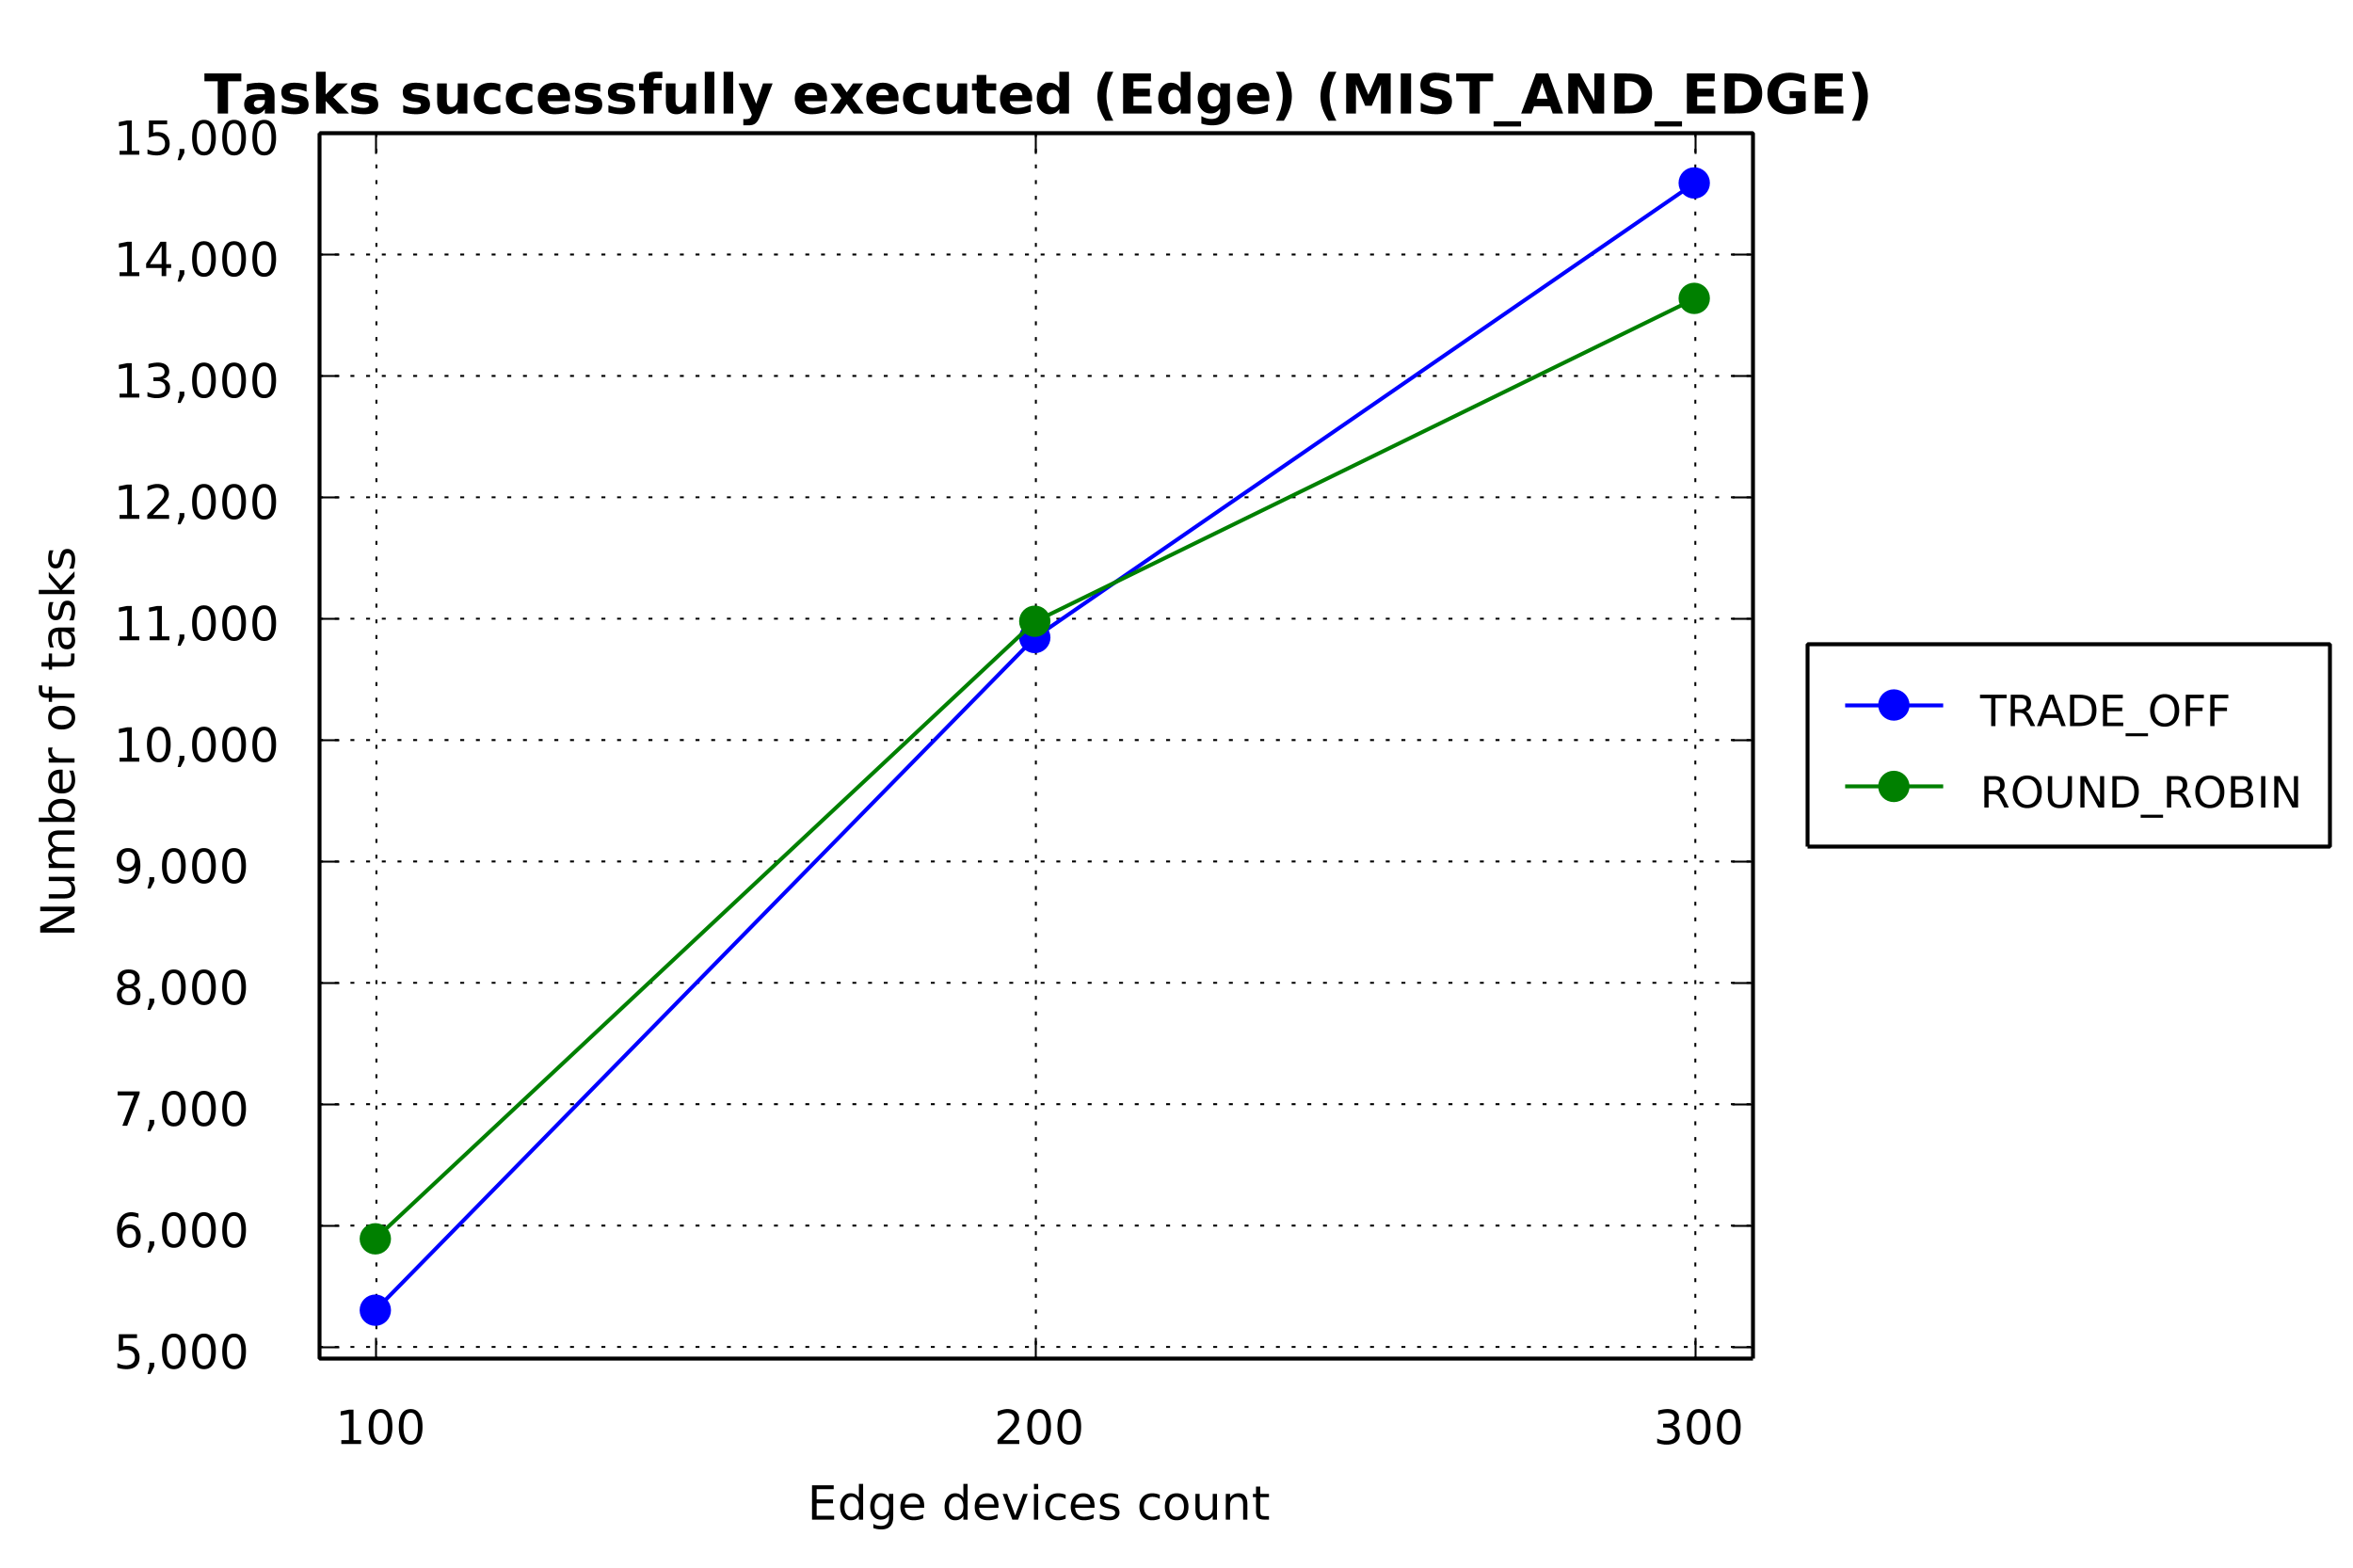 Tasks successfully executed (Edge) (MIST_AND_EDGE)
15,000
14,000
13,000
12,000
11,000
10,000
9,000
8,000
7,000
6,000
5,000
Number of tasks
100 200 300
Edge devices count
TRADE_OFF
ROUND_ROBIN